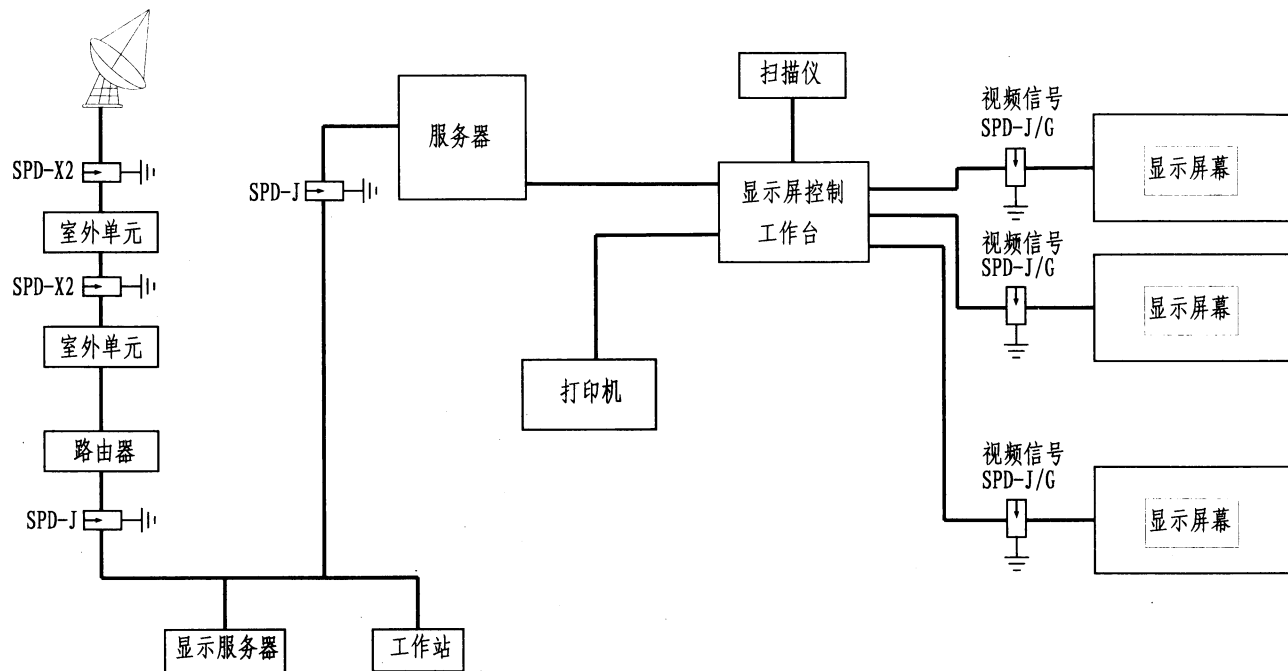 扫描仪
视频信号
SPD-J/G
服务器
显示屏幕
SPD-X2
SPD-J
显示屏控制
工作台
室外单元
视频信号
SPD-J/G
SPD-X2
显示屏幕
室外单元
打印机
路由器
视频信号
SPD-J/G
SPD-J
显示屏幕
显示服务器
工作站